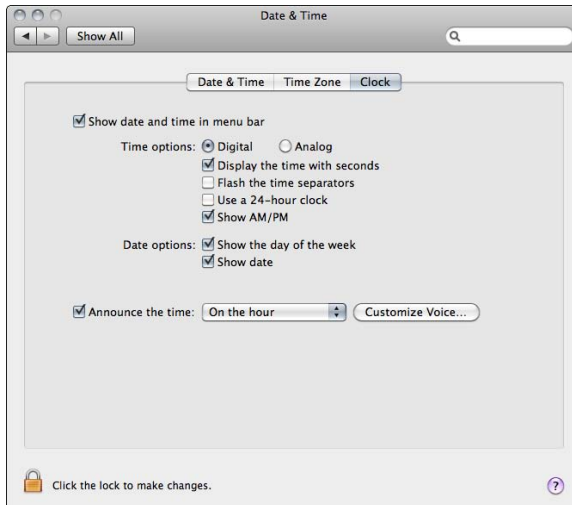 Date & Time
Show All
Date & Time Time Zone Clock
Show date and time in menu bar
Time options: Digital Analog
Display the time with seconds
Flash the time separators
Use a 24-hour clock
Show AM/PM
Date options: Show the day of the week
Show date
Announce the time: On the hour Customize Voice...
Click the lock to make changes. ?